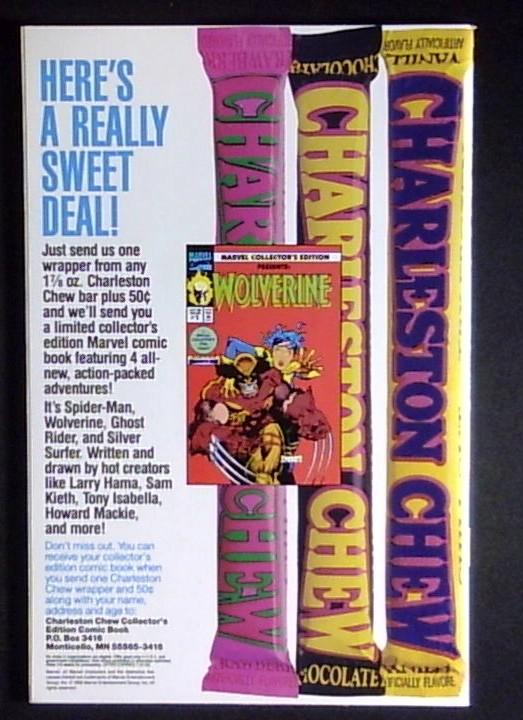 HERE'S
A REALLY
SWEET
DEAL!
Just send us one
wrapper from any
1⅞ oz. Charleston
Chew bar plus 50¢
and we'll send you
a limited collector's
edition Marvel comic
book featuring 4 all-
new, action-packed
adventures!
It's Spider-Man,
Wolverine, Ghost
Rider, and Silver
Surfer. Written and
drawn by hot creators
like Larry Hama, Sam
Kieth, Tony Isabella,
Howard Mackie,
and more!
Don't miss out. You can
receive your collector's
edition comic book when
you send one Charleston
Chew wrapper and 50¢
along with your name,
address and age to:
Charleston Chew Collector's
Edition Comic Book
P.O. Box 3416
Monticello, MN 55565-3416
MARVEL COLLECTOR'S EDITION
PRESENTS:
WOLVERINE
MARVEL
CHARLESTON CHEW
CHOCOLATE
CHARLESTON CHEW
CHOCOLATE
ARTIFICIALLY FLAVOR
VANILL
CHARLESTON CHEW